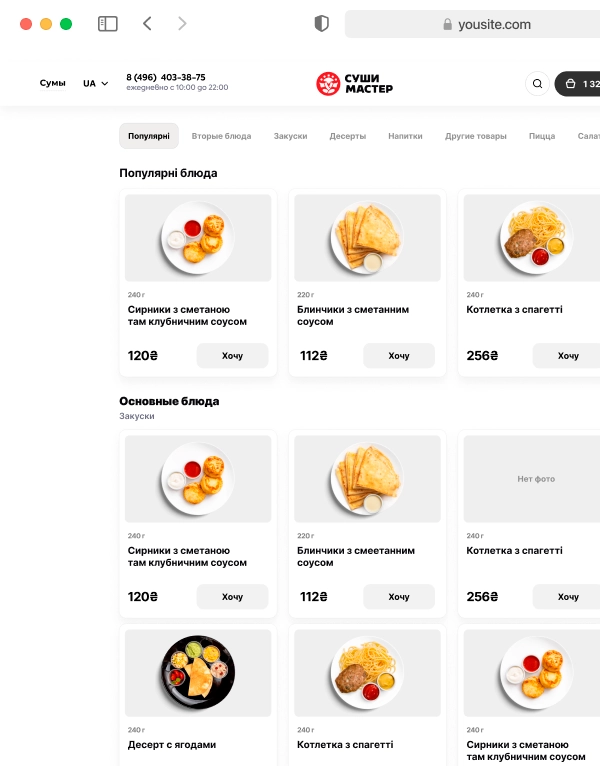 yousite.com
Сумы
UA
8 (496) 403-38-75
ежедневно с 10:00 до 22:00
СУШИ
МАСТЕР
1 32
Популярні
Вторые блюда
Закуски
Десерты
Напитки
Другие товары
Пицца
Салат
Популярні блюда
240 г
Сирники з сметаною
там клубничним соусом
120₴
Хочу
220 г
Блинчики з сметанним
соусом
112₴
Хочу
240 г
Котлетка з спагетті
256₴
Хочу
Основные блюда
Закуски
240 г
Сирники з сметаною
там клубничним соусом
120₴
Хочу
220 г
Блинчики з смеетанним
соусом
112₴
Хочу
Нет фото
240 г
Котлетка з спагетті
256₴
Хочу
240 г
Десерт с ягодами
240 г
Котлетка з спагетті
240 г
Сирники з сметаною
там клубничним соусом